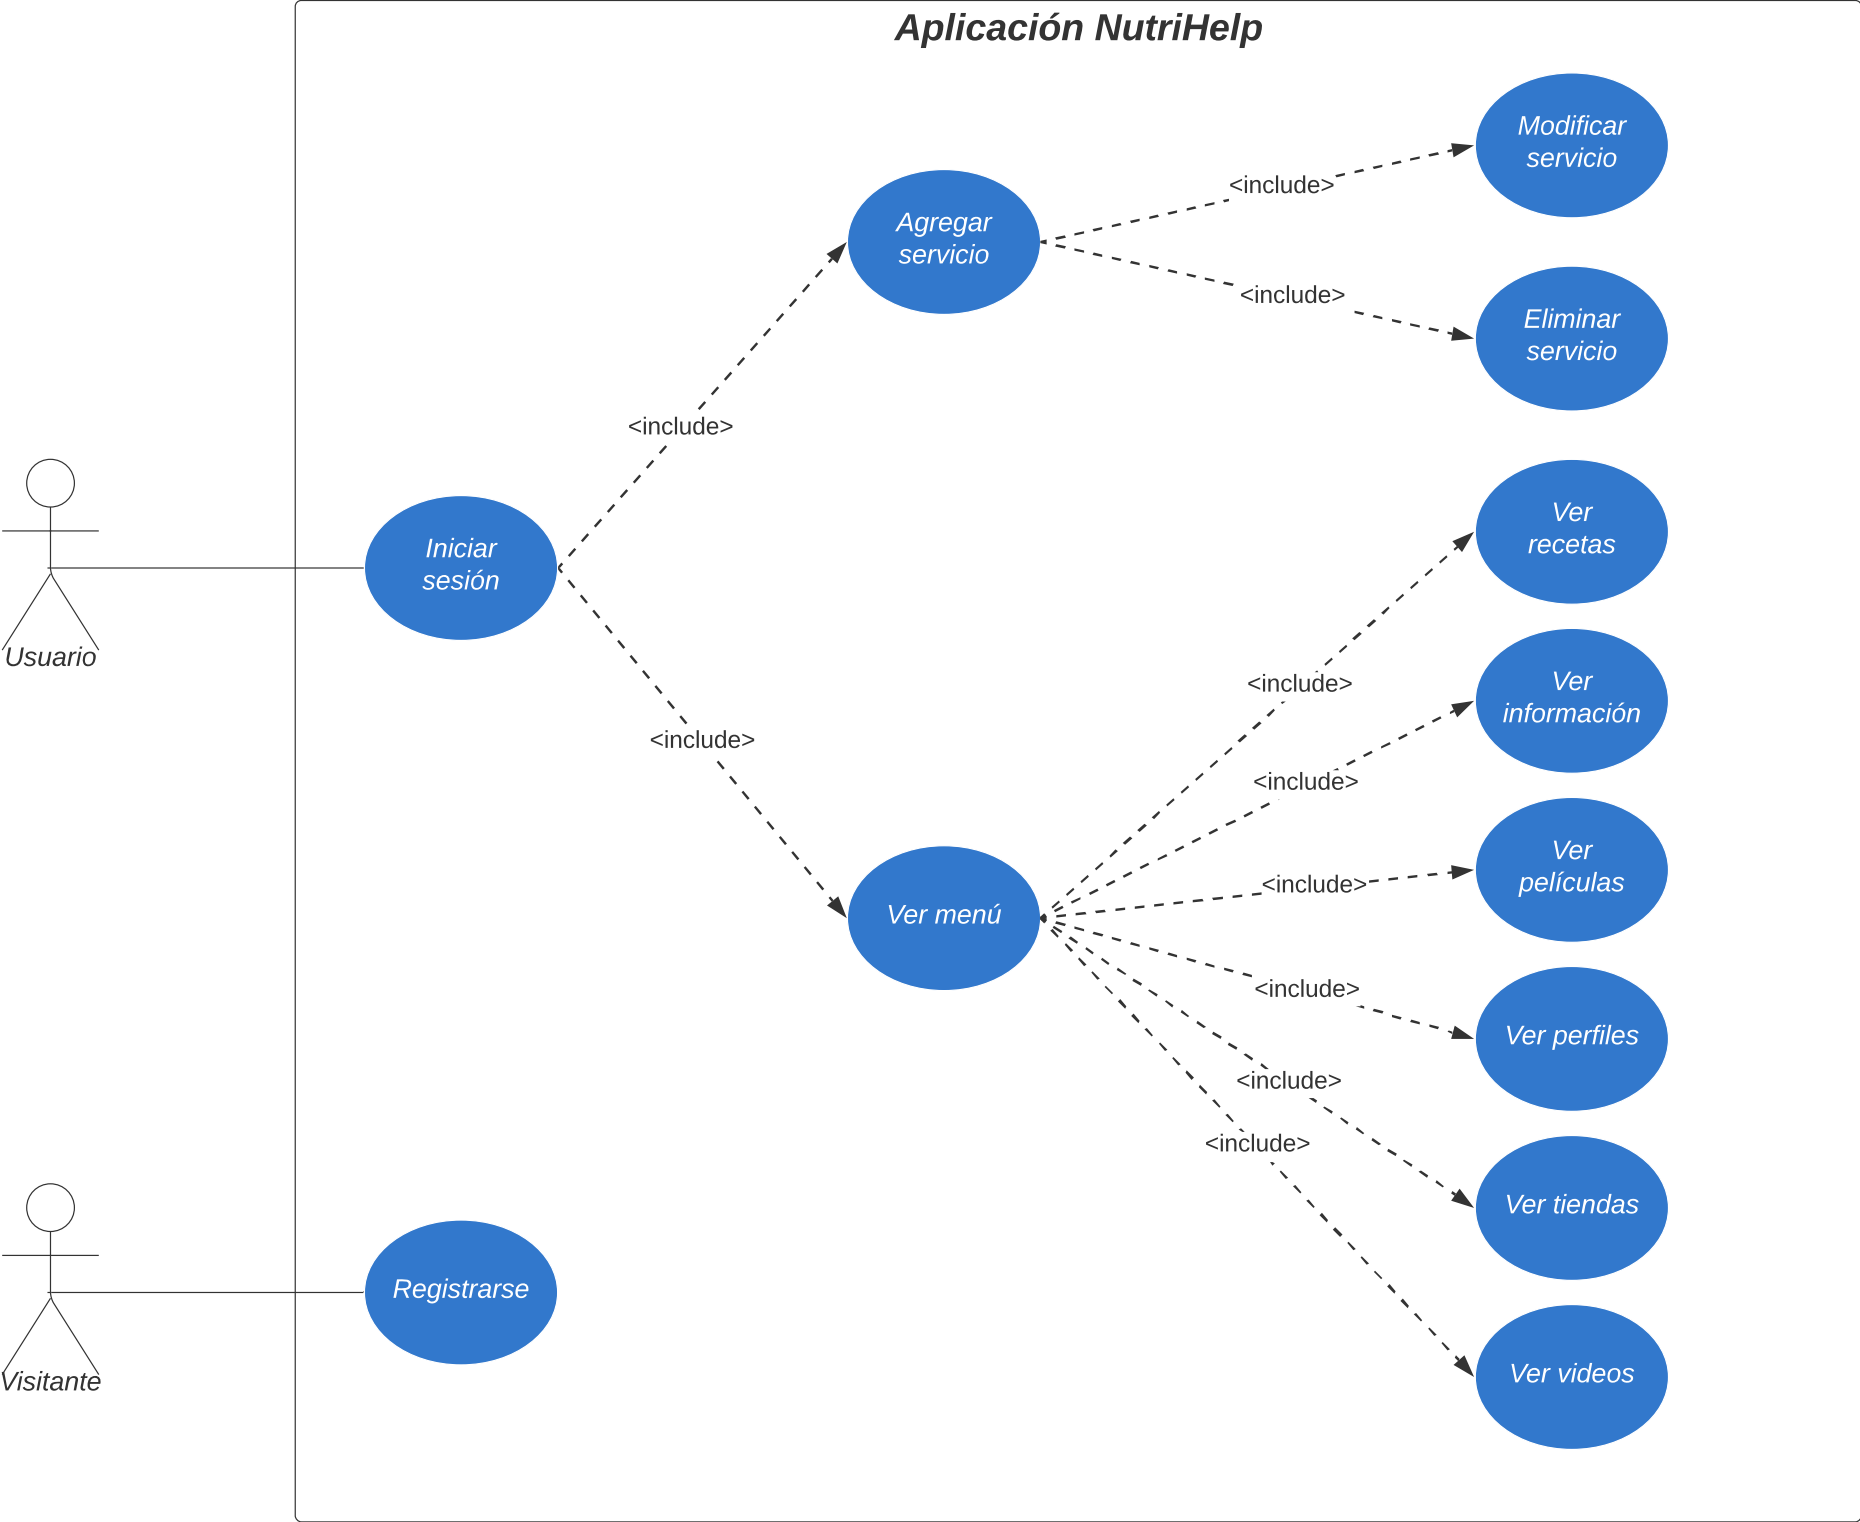 Aplicación NutriHelp
Modificar
servicio
<include>
Agregar
servicio
<include>
Eliminar
servicio
<include>
Ver
recetas
Iniciar
sesión
Usuario
<include>
Ver
información
<include>
<include>
Ver
películas
<include>
Ver menú
<include>
Ver perfiles
<include>
<include>
Ver tiendas
Registrarse
Visitante
Ver videos